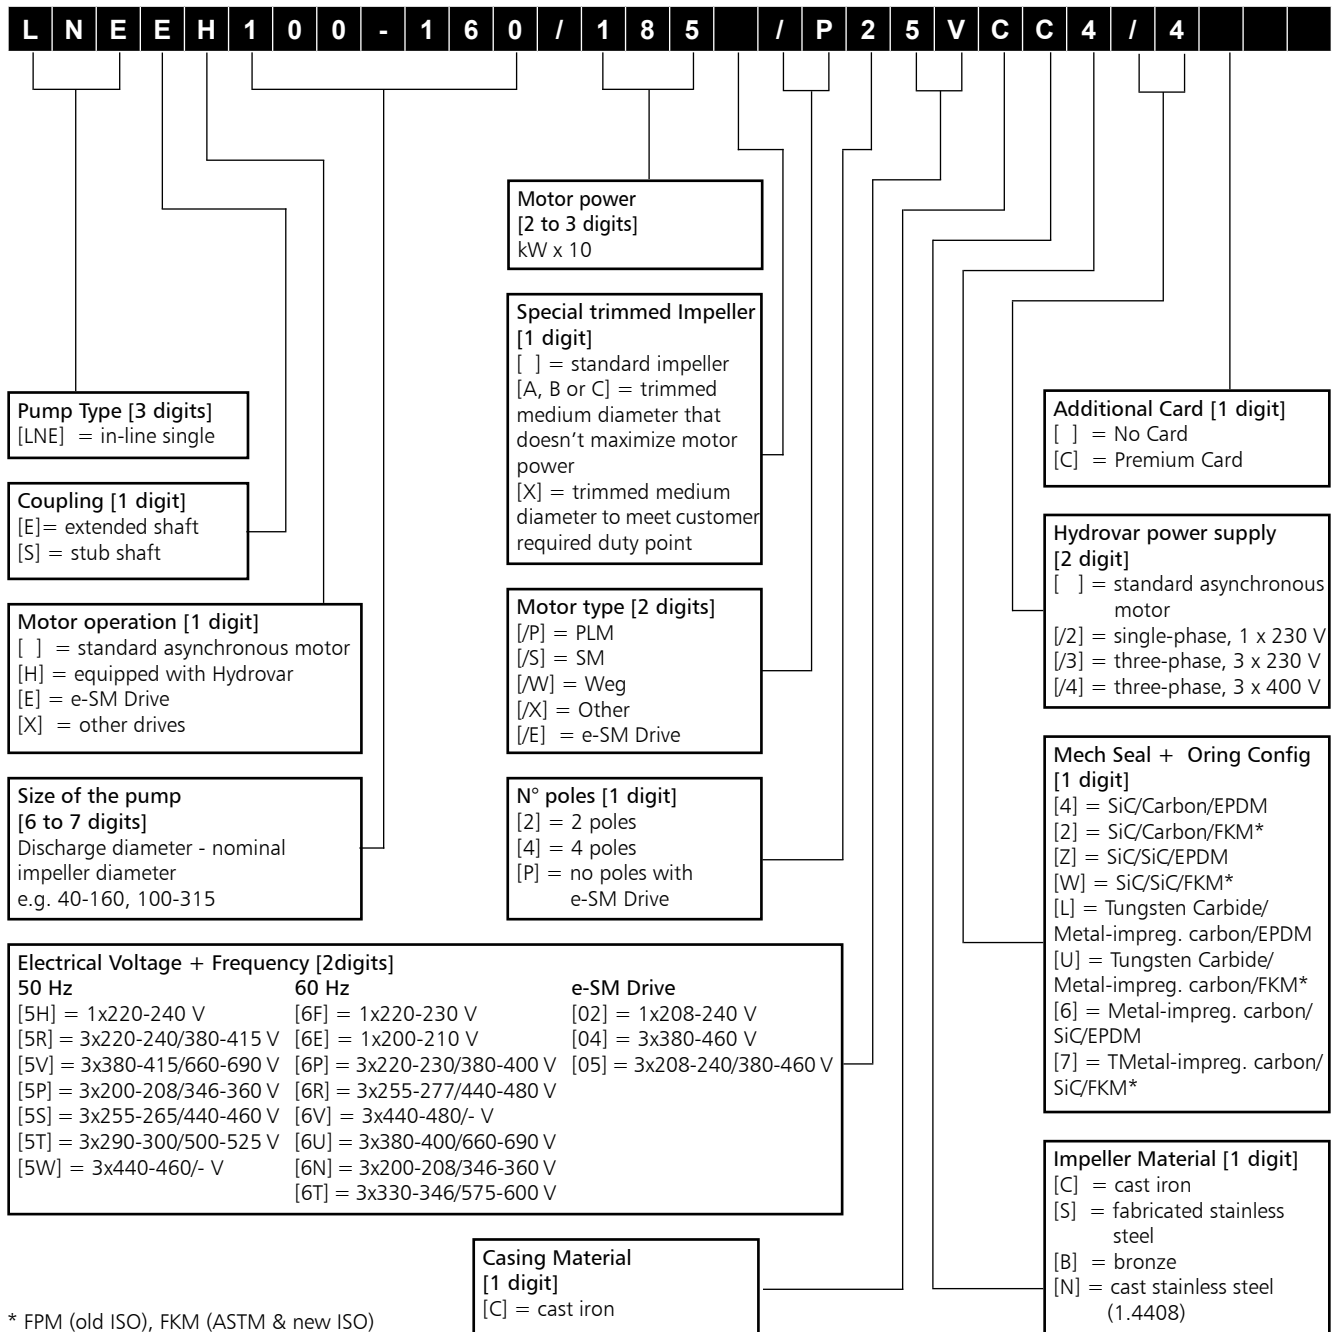 L N E E H 1 0 0 - 1 6 0 / 1 8 5 / P 2 5 V C C 4 / 4
Motor power
[2 to 3 digits]
kW x 10
Special trimmed Impeller
[1 digit]
[ ] = standard impeller
[A, B or C] = trimmed
medium diameter that
doesn't maximize motor
power
[X] = trimmed medium
diameter to meet customer
required duty point
Pump Type [3 digits]
[LNE] = in-line single
Coupling [1 digit]
[E]= extended shaft
[S] = stub shaft
Motor operation [1 digit]
[ ] = standard asynchronous motor
[H] = equipped with Hydrovar
[E] = e-SM Drive
[X] = other drives
Size of the pump
[6 to 7 digits]
Discharge diameter - nominal
impeller diameter
e.g. 40-160, 100-315
Motor type [2 digits]
[/P] = PLM
[/S] = SM
[/W] = Weg
[/X] = Other
[/E] = e-SM Drive
N° poles [1 digit]
[2] = 2 poles
[4] = 4 poles
[P] = no poles with
e-SM Drive
Additional Card [1 digit]
[ ] = No Card
[C] = Premium Card
Hydrovar power supply
[2 digit]
[ ] = standard asynchronous
motor
[/2] = single-phase, 1 x 230 V
[/3] = three-phase, 3 x 230 V
[/4] = three-phase, 3 x 400 V
Mech Seal + Oring Config
[1 digit]
[4] = SiC/Carbon/EPDM
[2] = SiC/Carbon/FKM*
[Z] = SiC/SiC/EPDM
[W] = SiC/SiC/FKM*
[L] = Tungsten Carbide/
Metal-impreg. carbon/EPDM
[U] = Tungsten Carbide/
Metal-impreg. carbon/FKM*
[6] = Metal-impreg. carbon/
SiC/EPDM
[7] = TMetal-impreg. carbon/
SiC/FKM*
Electrical Voltage + Frequency [2digits]
50 Hz 60 Hz e-SM Drive
[5H] = 1x220-240 V [6F] = 1x220-230 V [02] = 1x208-240 V
[5R] = 3x220-240/380-415 V [6E] = 1x200-210 V [04] = 3x380-460 V
[5V] = 3x380-415/660-690 V [6P] = 3x220-230/380-400 V [05] = 3x208-240/380-460 V
[5P] = 3x200-208/346-360 V [6R] = 3x255-277/440-480 V
[5S] = 3x255-265/440-460 V [6V] = 3x440-480/- V
[5T] = 3x290-300/500-525 V [6U] = 3x380-400/660-690 V
[5W] = 3x440-460/- V [6N] = 3x200-208/346-360 V
[6T] = 3x330-346/575-600 V
Impeller Material [1 digit]
[C] = cast iron
[S] = fabricated stainless
steel
[B] = bronze
[N] = cast stainless steel
(1.4408)
Casing Material
[1 digit]
[C] = cast iron
* FPM (old ISO), FKM (ASTM & new ISO)